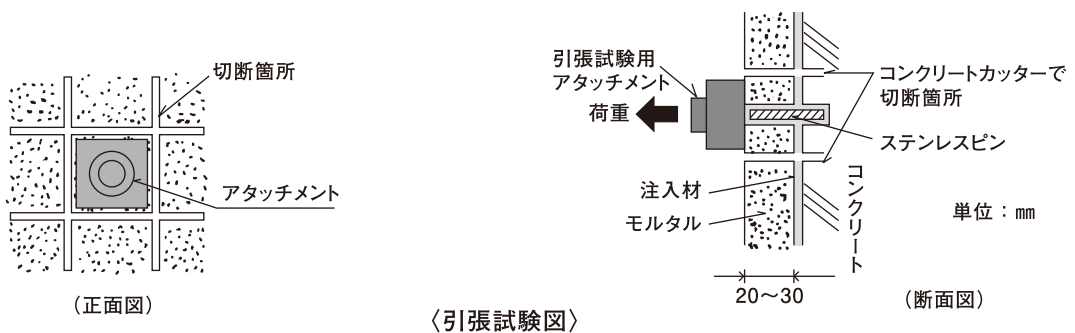 切断箇所
アタッチメント
(正面図)
引張試験用
アタッチメント
荷重
コンクリートカッターで
切断箇所
ステンレスピン
注入材
モルタル
コンクリート
単位：㎜
20〜30
(断面図)
〈引張試験図〉